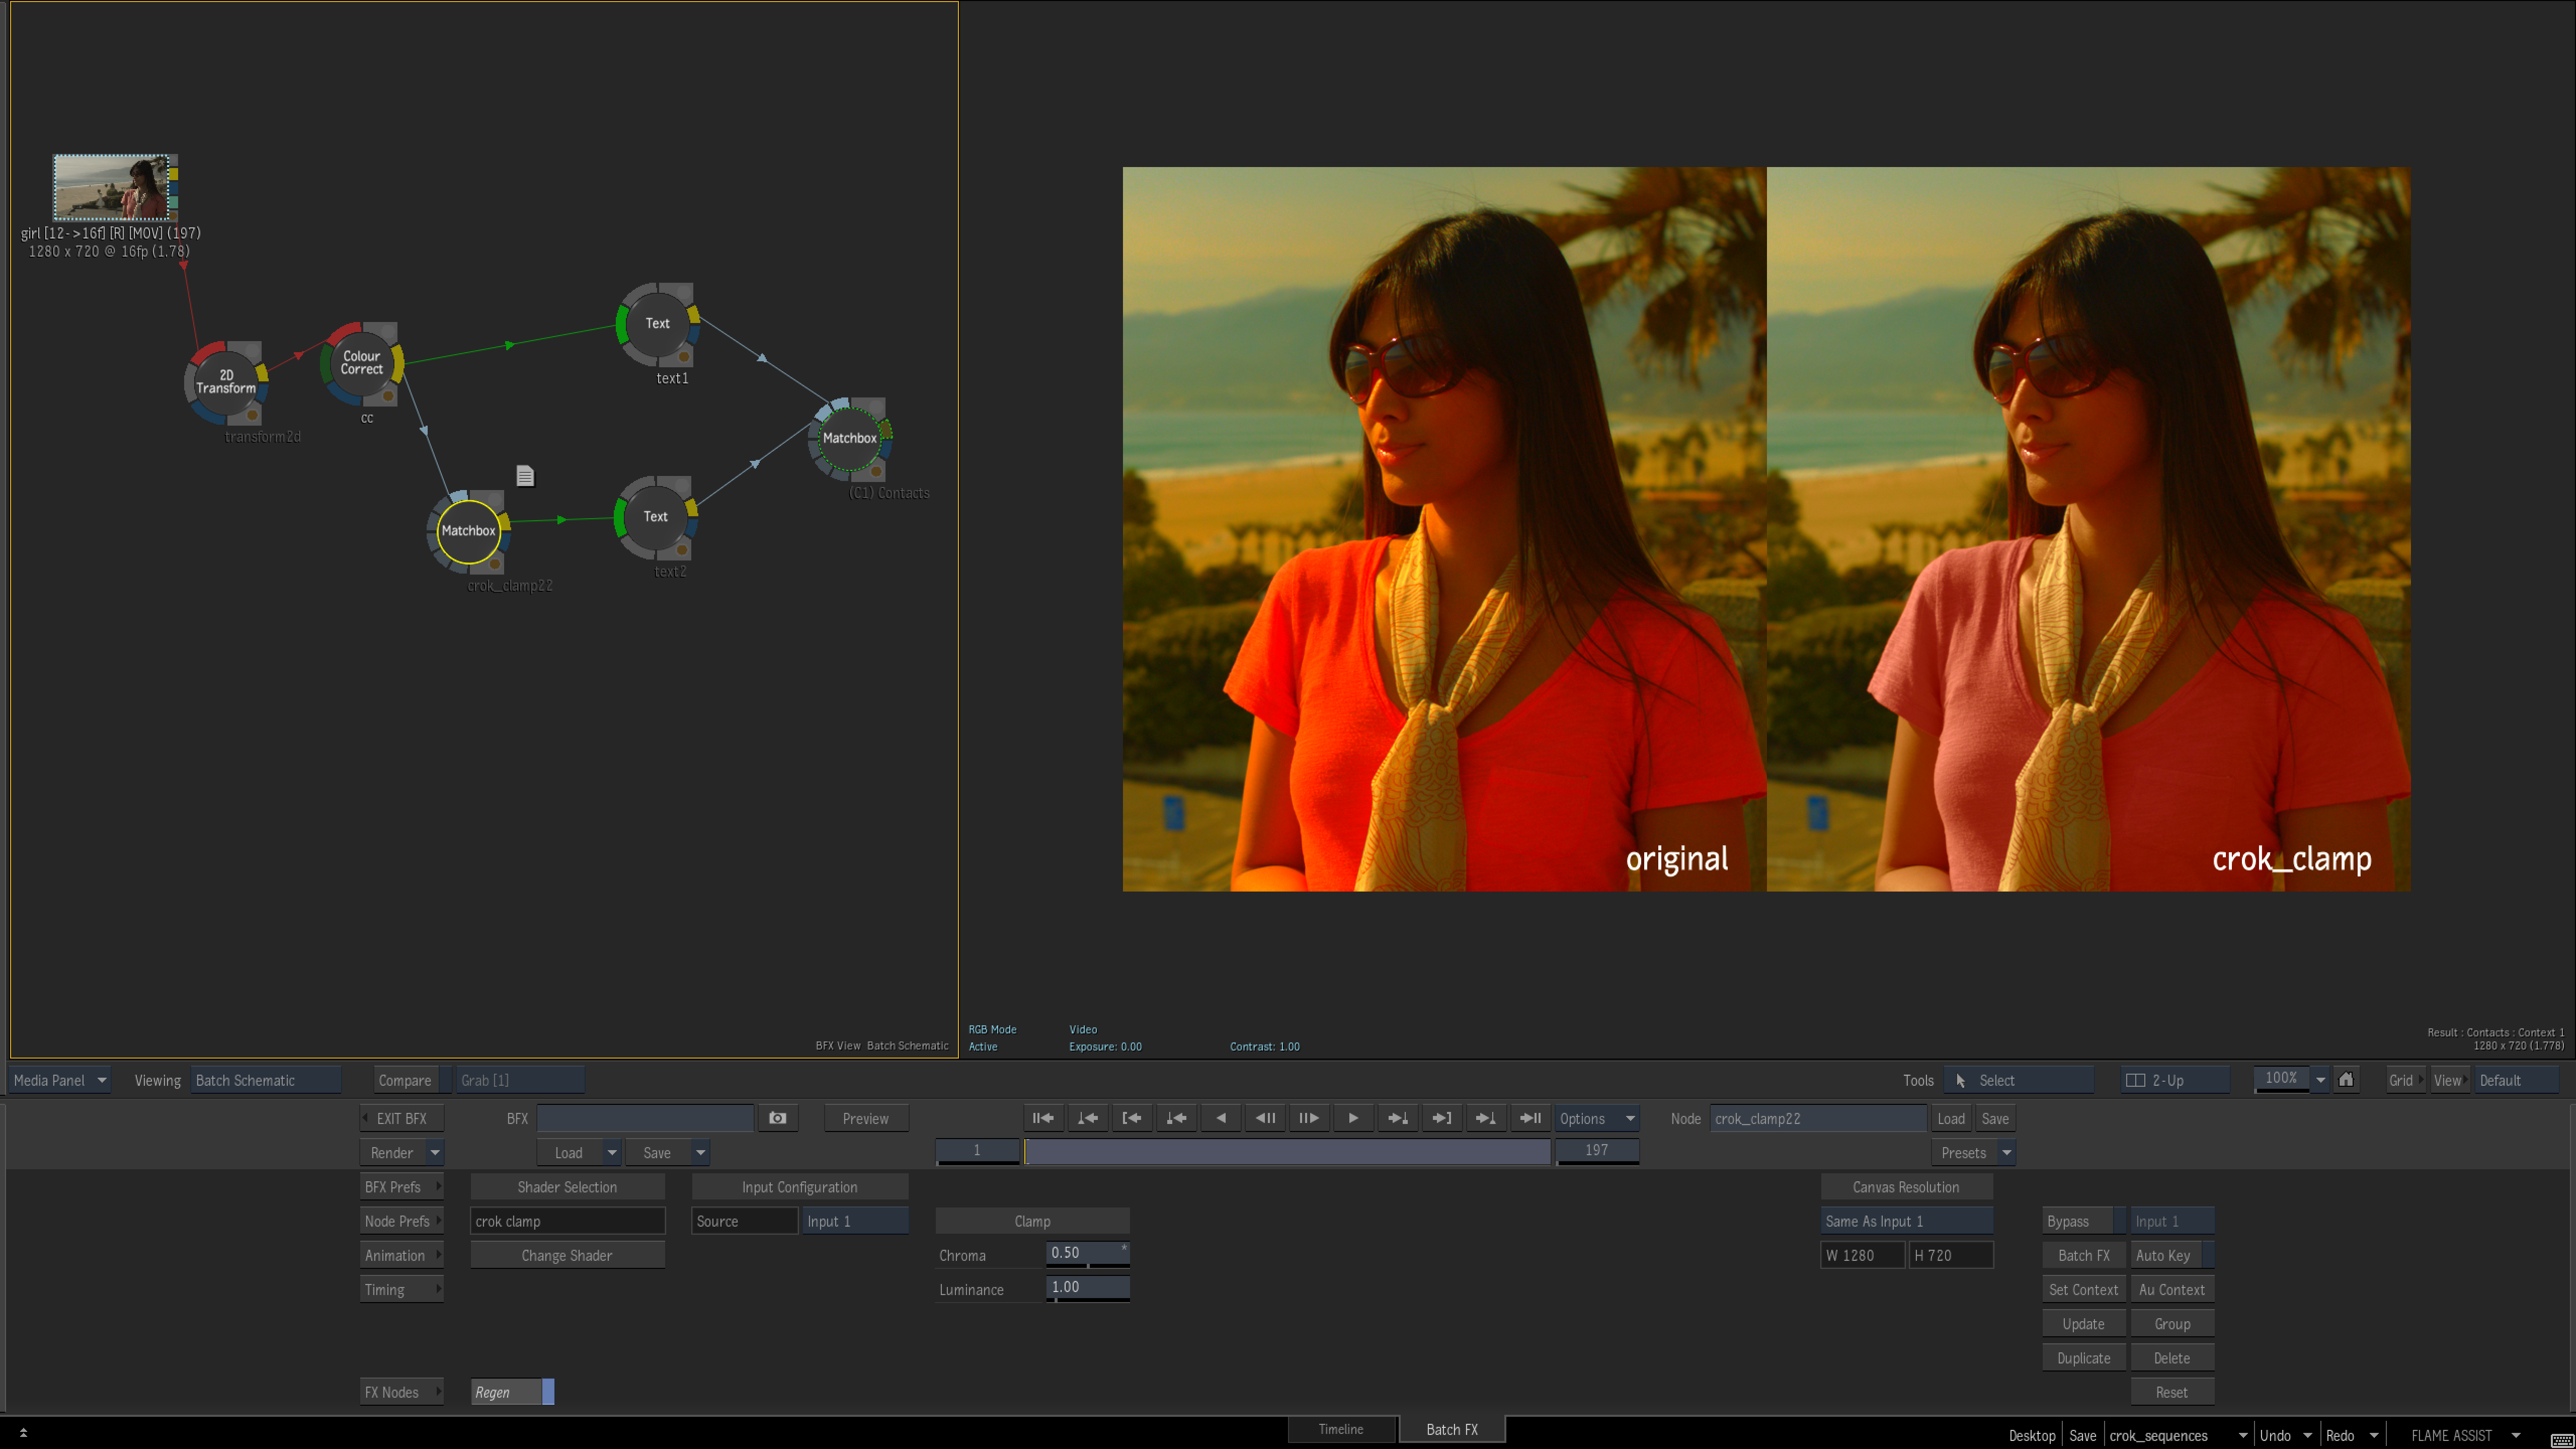 girl [12->16f] [R] [MOV] (197)
1280 x 720 @ 16fp (1.78)
2D
Transform
transform2d
Colour
Correct
cc
Text
text1
Matchbox
(C1) Contacts
Matchbox
crok_clamp22
Text
text2
original
crok_clamp
BFX View Batch Schematic
RGB Mode
Active
Video
Exposure: 0.00
Contrast: 1.00
Result : Contacts : Context 1
1280 x 720 (1.778)
Media Panel Viewing Batch Schematic Compare Grab [1] Tools Select 2-Up 100% Grid View Default
EXIT BFX BFX Preview Options Node crok_clamp22 Load Save
Render Load Save 1 197 Presets
BFX Prefs Shader Selection Input Configuration Canvas Resolution
Node Prefs crok clamp Source Input 1 Clamp Same As Input 1 Bypass Input 1
Animation Change Shader Chroma 0.50 * W 1280 H 720 Batch FX Auto Key
Timing Luminance 1.00 Set Context Au Context
Update Group
Duplicate Delete
FX Nodes Regen Reset
Timeline Batch FX Desktop Save crok_sequences Undo Redo FLAME ASSIST